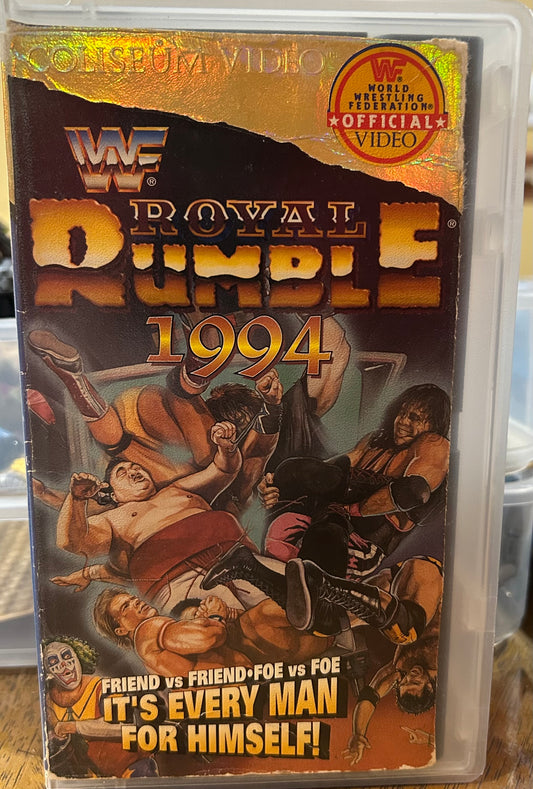 COLISEUM VIDEO
WF
WORLD
WRESTLING
FEDERATION®
★OFFICIAL★
VIDEO
WF®
ROYAL
RUMBLE®
1994
FRIEND vs FRIEND•FOE vs FOE
IT'S EVERY MAN
FOR HIMSELF!